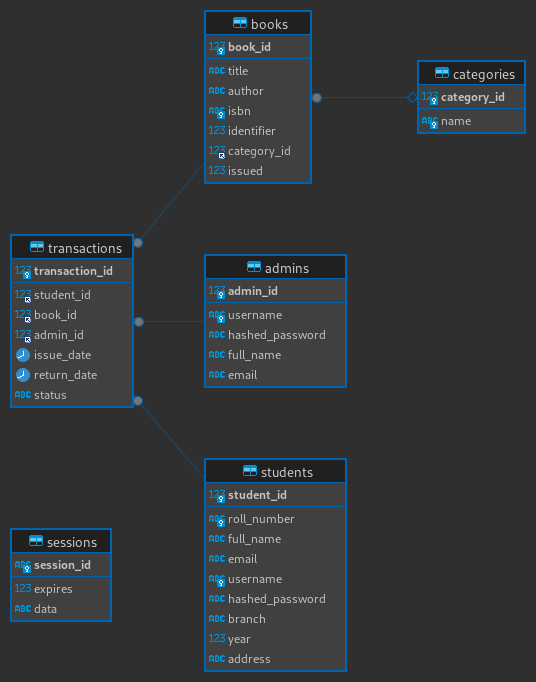 books
123 book_id
ABC title
ABC author
ABC isbn
123 identifier
123 category_id
123 issued
categories
123 category_id
ABC name
transactions
123 transaction_id
123 student_id
123 book_id
123 admin_id
issue_date
return_date
ABC status
admins
123 admin_id
ABC username
ABC hashed_password
ABC full_name
ABC email
students
123 student_id
ABC roll_number
ABC full_name
ABC email
ABC username
ABC hashed_password
ABC branch
123 year
ABC address
sessions
ABC session_id
123 expires
ABC data